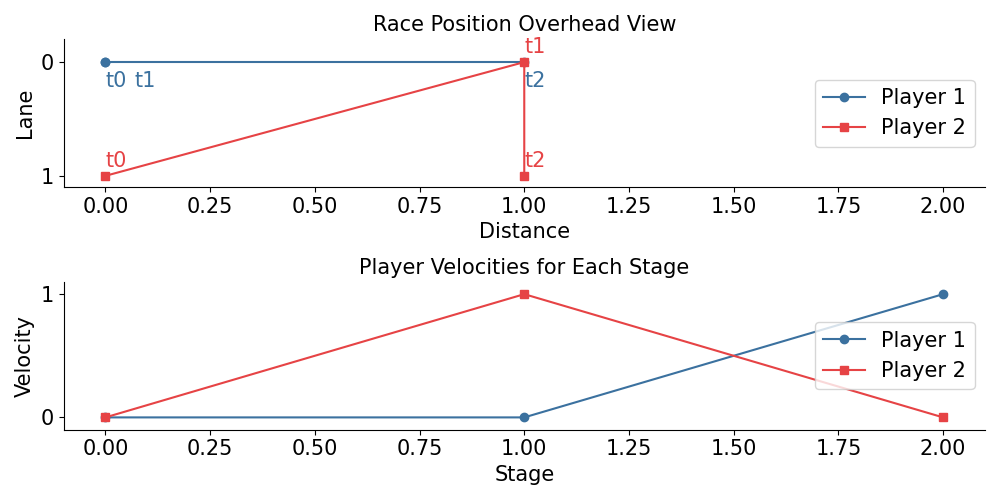 Race Position Overhead View
t1
0
t0 t1
t2
Lane
Player 1
Player 2
t0
t2
1
0.00 0.25 0.50 0.75 1.00 1.25 1.50 1.75 2.00
Distance
Player Velocities for Each Stage
1
Velocity
Player 1
Player 2
0
0.00 0.25 0.50 0.75 1.00 1.25 1.50 1.75 2.00
Stage